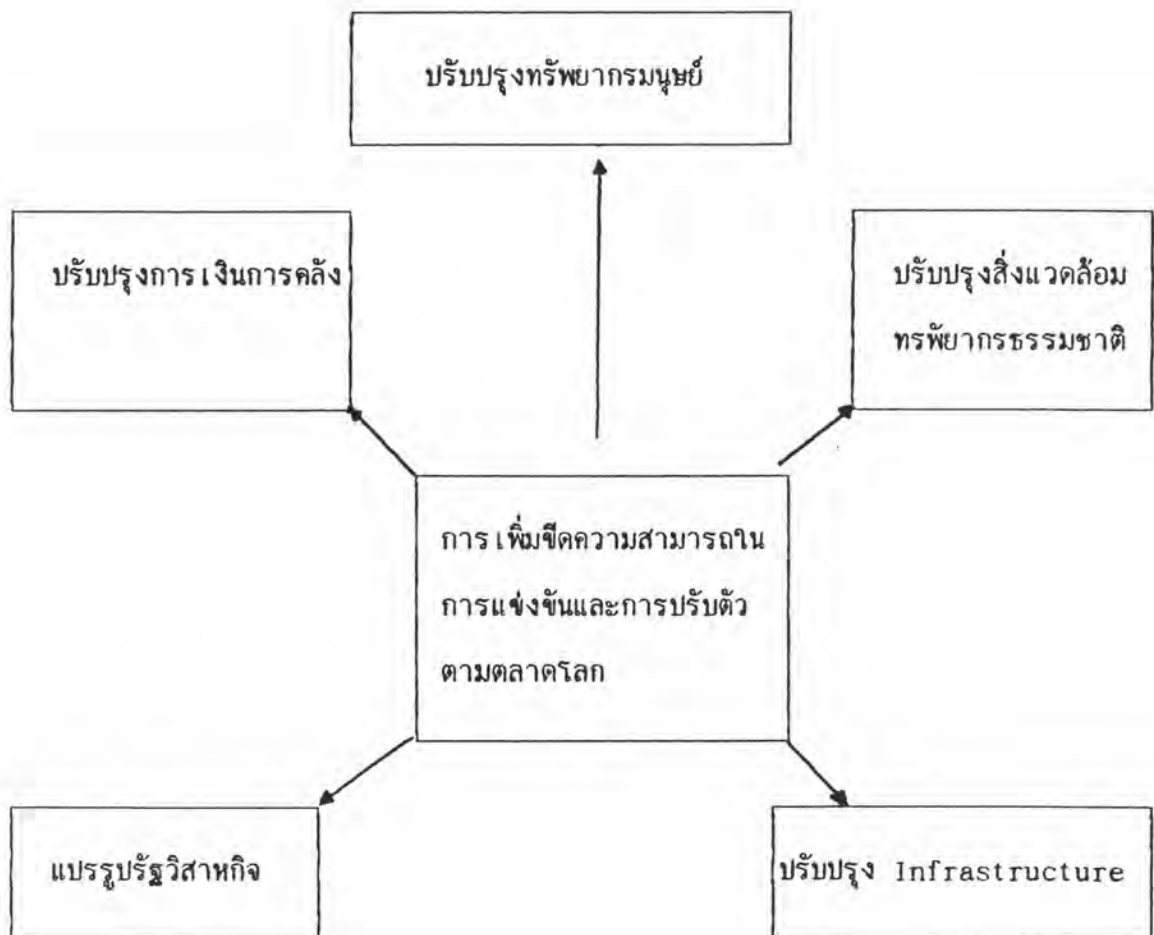 ปรับปรุงทรัพยากรมนุษย์
ปรับปรุงการเงินการคลัง
ปรับปรุงสิ่งแวดล้อม
ทรพัยากรธรรมชาติ
การเพิ่มขีดความสามารถใน
การแข่งขันและการปรับตัว
ตามตลาดโลก
แปรรูปรัฐวิสาหกิจ
ปรับปรุง Infrastructure